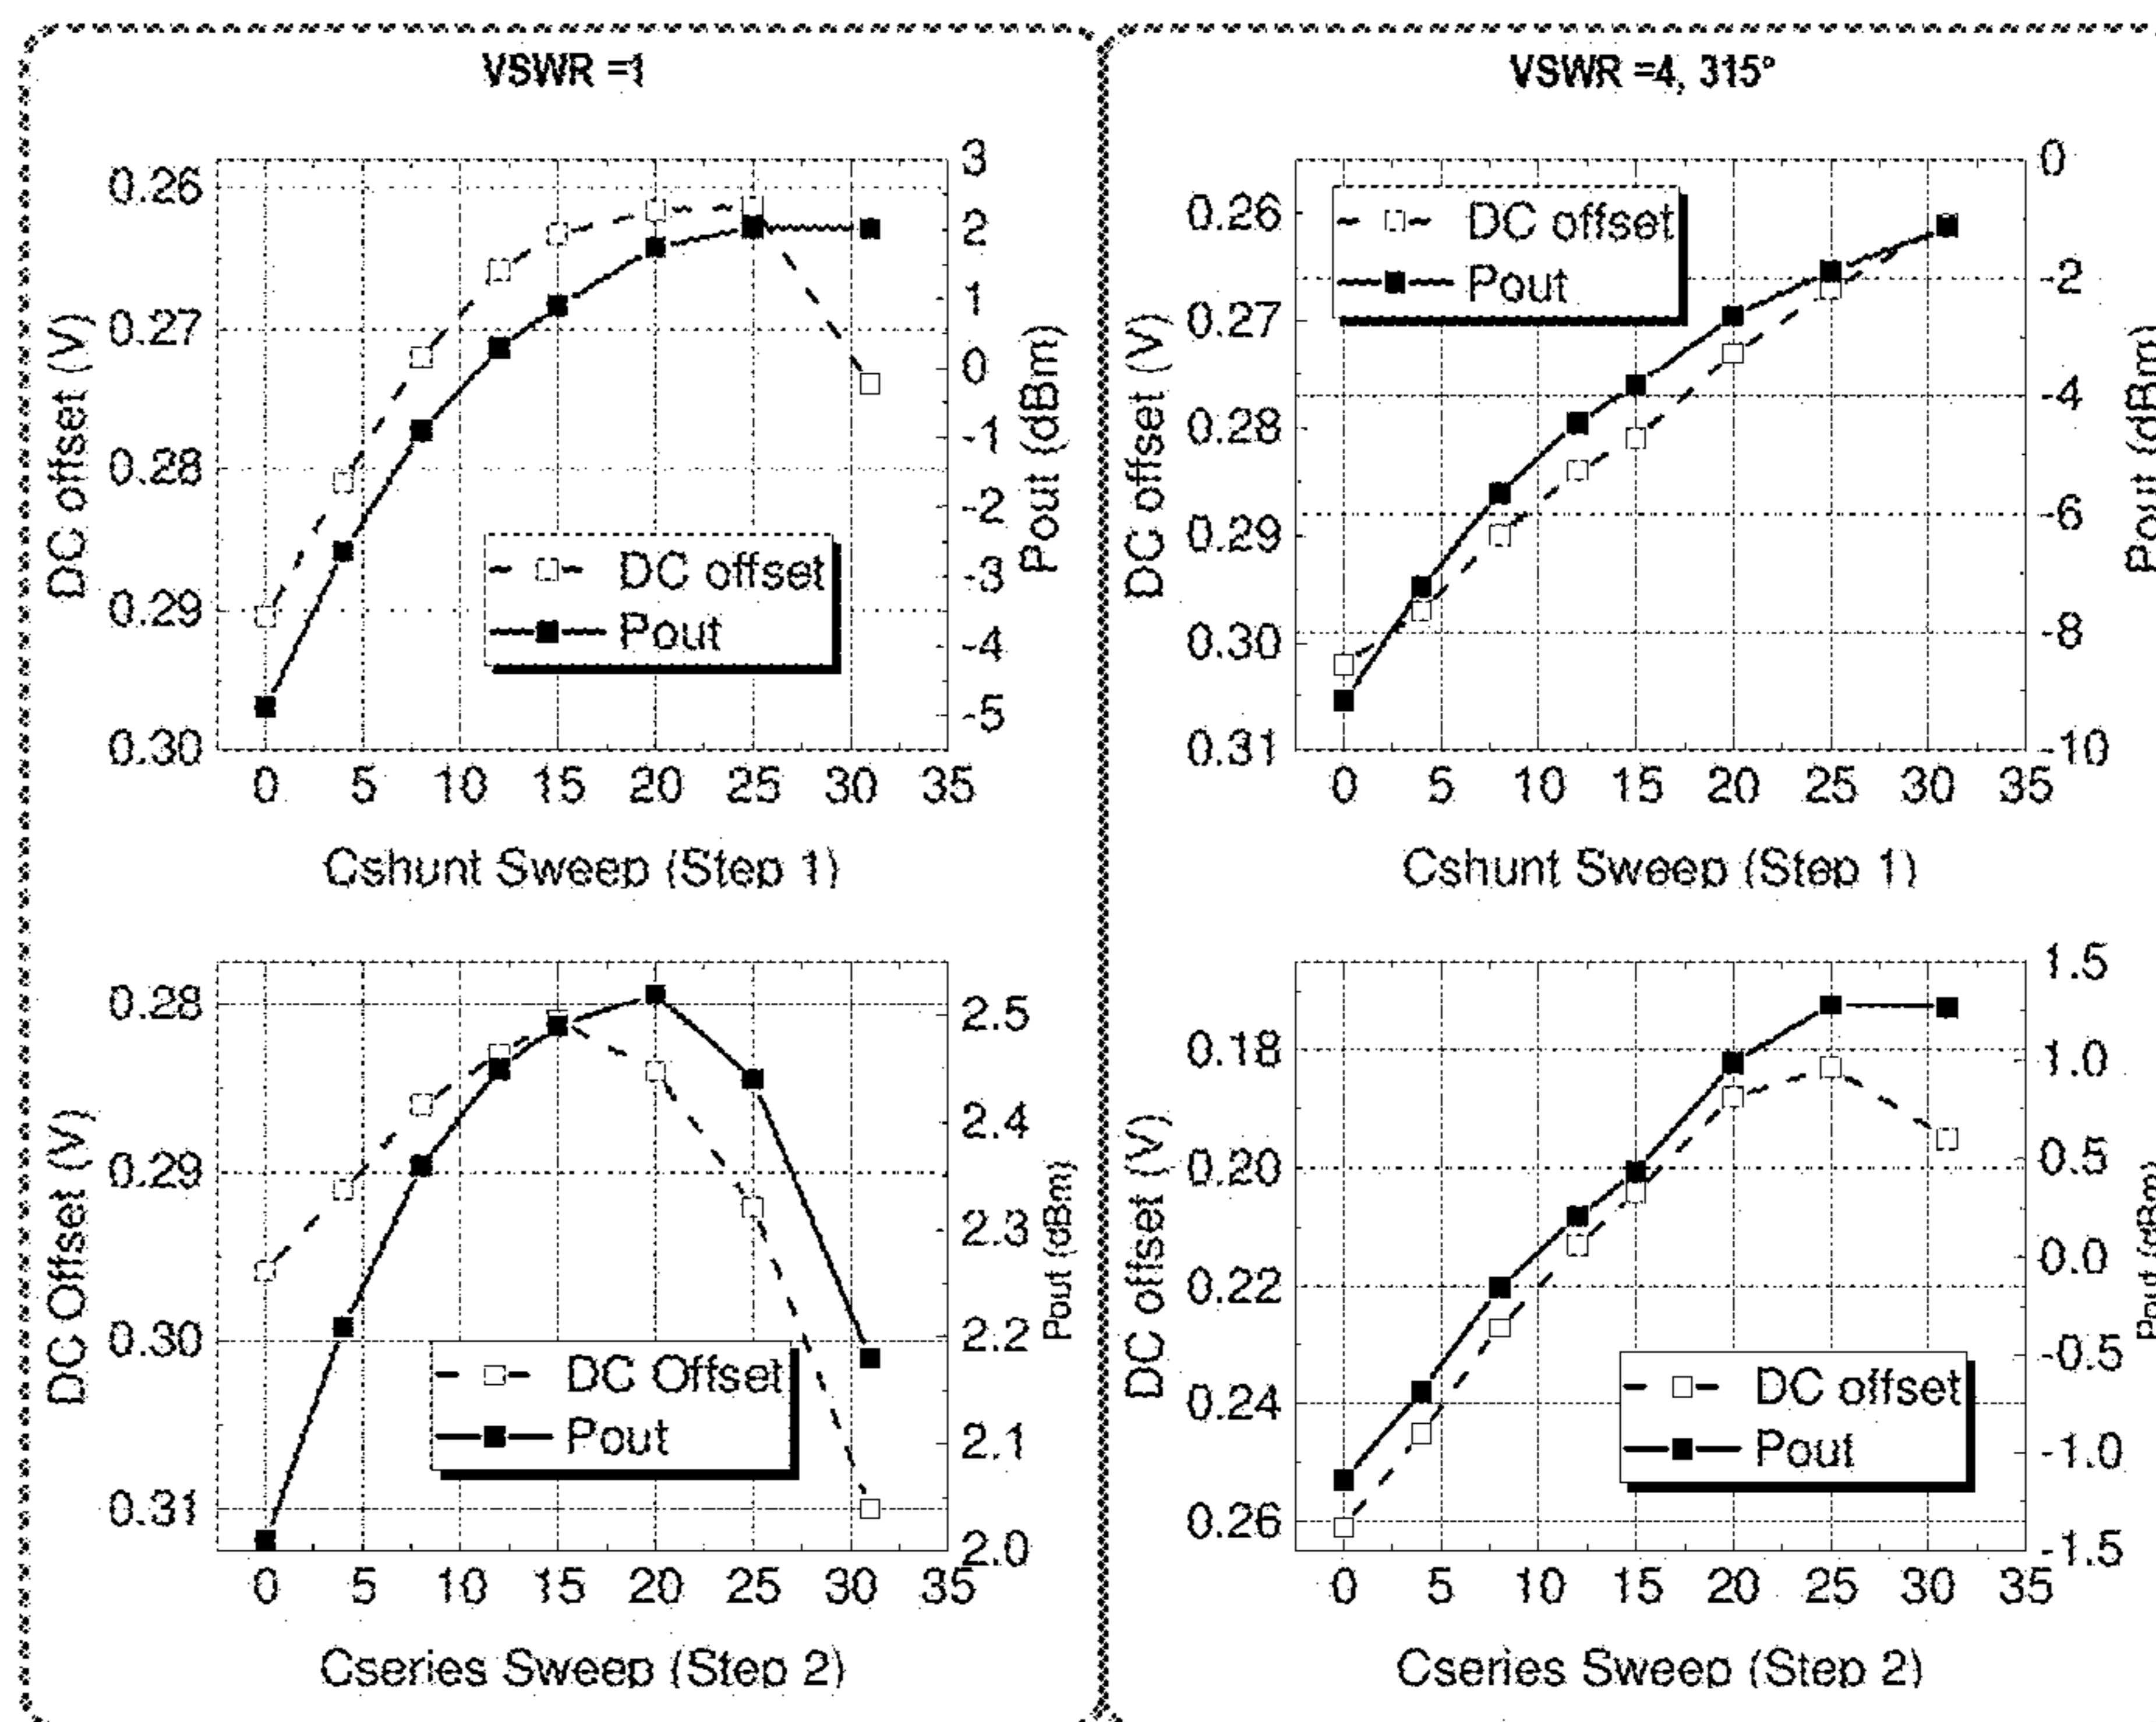 VSWR =1
0.26
0.27
0.28
0.29
0.30
DC offset (V)
3
2
1
0
-1
-2
-3
-4
-5
Pout (dBm)
DC offset
Pout
0 5 10 15 20 25 30 35
Cshunt Sweep (Step 1)
VSWR =4, 315°
0.26
0.27
0.28
0.29
0.30
0.31
DC offset (V)
0
-2
-4
-6
-8
-10
Pout (dBm)
DC offset
Pout
0 5 10 15 20 25 30 35
Cshunt Sweep (Step 1)
0.28
0.29
0.30
0.31
DC Offset (V)
2.5
2.4
2.3
2.2
2.1
2.0
Pout (dBm)
DC Offset
Pout
0 5 10 15 20 25 30 35
Cseries Sweep (Step 2)
0.18
0.20
0.22
0.24
0.26
DC offset (V)
1.5
1.0
0.5
0.0
-0.5
-1.0
-1.5
Pout (dBm)
DC offset
Pout
0 5 10 15 20 25 30 35
Cseries Sweep (Step 2)